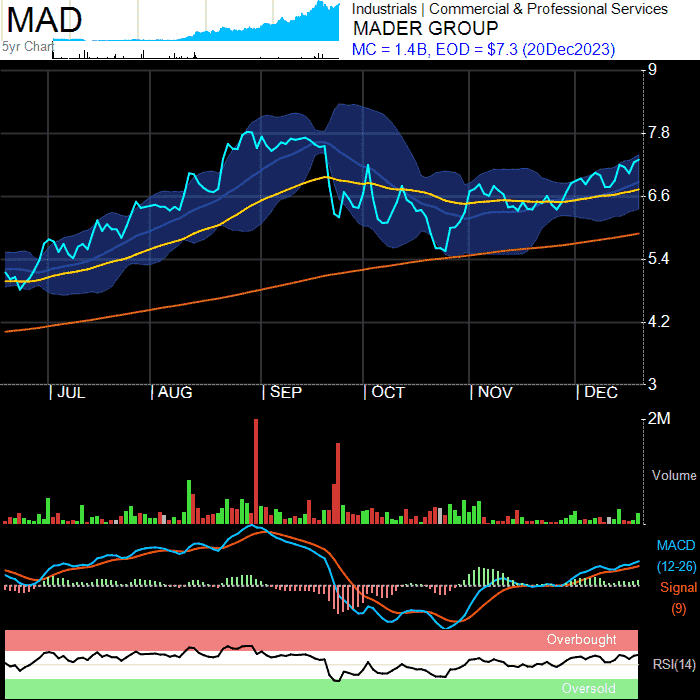 MAD
5yr Chart
Industrials | Commercial & Professional Services
MADER GROUP
MC = 1.4B, EOD = $7.3 (20Dec2023)
9
7.8
6.6
5.4
4.2
3
| JUL | AUG | SEP | OCT | NOV | DEC
2M
Volume
MACD
(12-26)
Signal
(9)
Overbought
RSI(14)
Oversold